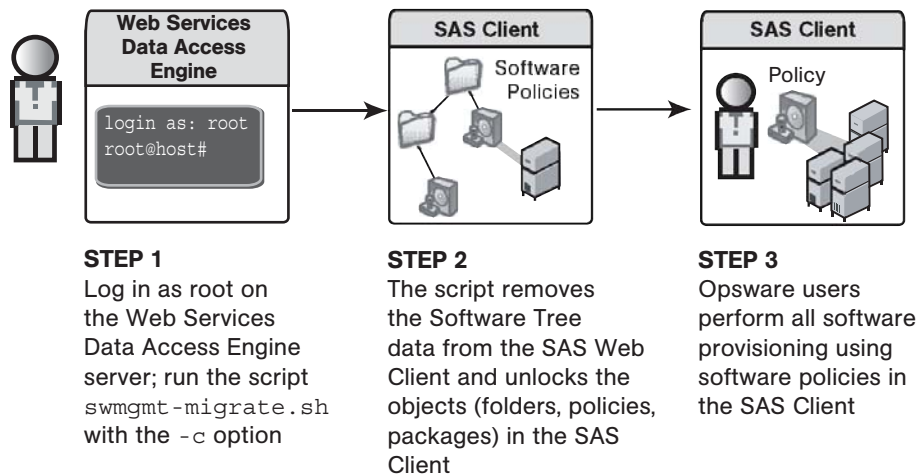 Web Services
Data Access
Engine
login as: root
root@host#
SAS Client
Software
Policies
SAS Client
Policy
STEP 1
Log in as root on
the Web Services
Data Access Engine
server; run the script
swmgmt-migrate.sh
with the -c option
STEP 2
The script removes
the Software Tree
data from the SAS Web
Client and unlocks the
objects (folders, policies,
packages) in the SAS
Client
STEP 3
Opsware users
perform all software
provisioning using
software policies in
the SAS Client